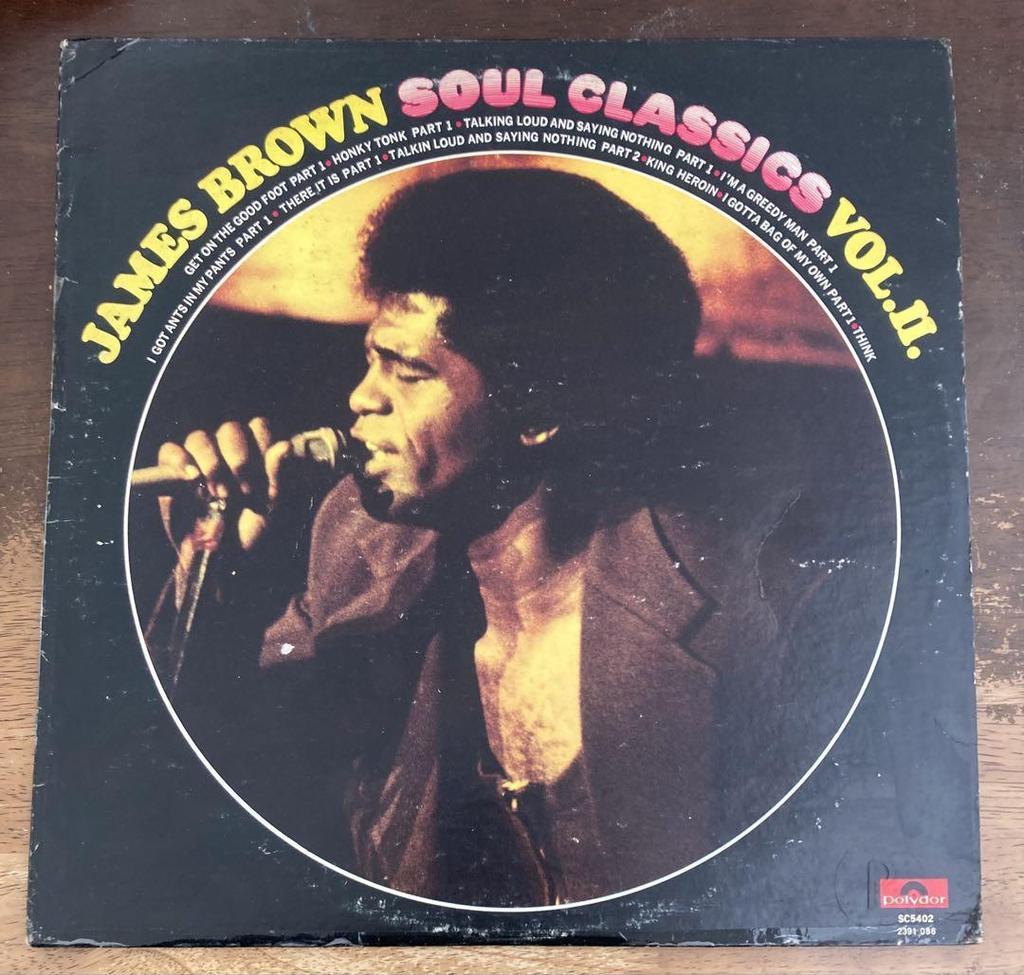 JAMES BROWN SOUL CLASSICS VOL.II.
GET ON THE GOOD FOOT PART 1 • HONKY TONK PART 1 • TALKING LOUD AND SAYING NOTHING PART 1 • I'M A GREEDY MAN PART 1
I GOT ANTS IN MY PANTS PART 1 • THERE IT IS PART 1 • TALKIN LOUD AND SAYING NOTHING PART 2 • KING HEROIN • I GOTTA BAG OF MY OWN PART 1 • THINK
polydor
SC5402
2391 086